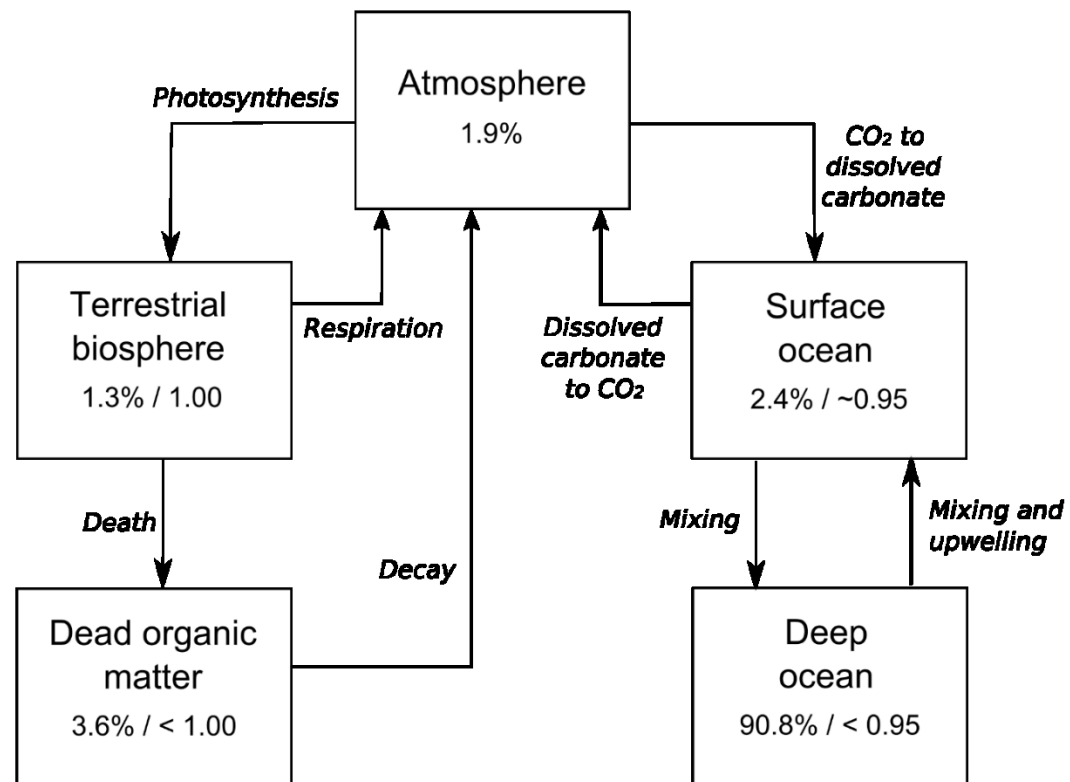 Atmosphere
1.9%
Photosynthesis
CO₂ to
dissolved
carbonate
Terrestrial
biosphere
1.3% / 1.00
Respiration
Dissolved
carbonate
to CO₂
Surface
ocean
2.4% / ~0.95
Death
Decay
Mixing
Mixing and
upwelling
Dead organic
matter
3.6% / < 1.00
Deep
ocean
90.8% / < 0.95